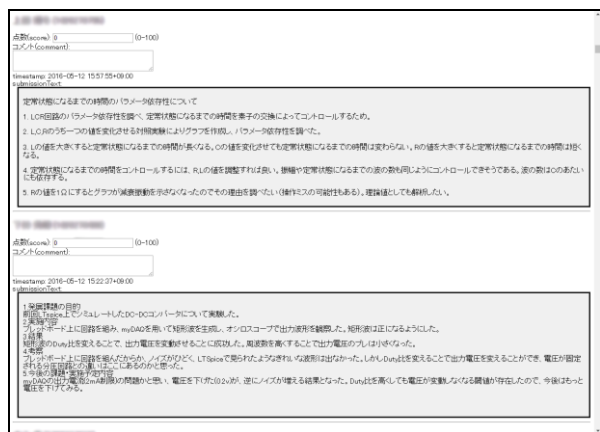 点数(score): 0 (0-100)
コメント(comment):
timestamp: 2016-05-12 15:57:55+09:00
submissionText:
定常状態になるまでの時間のパラメータ依存性について
1. LCR回路のパラメータ依存性を調べ、定常状態になるまでの時間を素子の交換によってコントロールするため。
2. L,C,Rのうち一つの値を変化させる対照実験によりグラフを作成し、パラメータ依存性を調べた。
3. Lの値を大きくすると定常状態になるまでの時間が長くなる。Cの値を変化させても定常状態になるまでの時間は変わらない。Rの値を大きくすると定常状態になるまでの時間は短く
なる。
4. 定常状態になるまでの時間をコントロールするには、R,Lの値を調整すれば良い。振幅や定常状態になるまでの波の数も同じようにコントロールできそうである。波の数はCのあたい
にも依存する。
5. Rの値を1Ωにするとグラフが減衰振動を示さなくなったのでその理由を調べたい(操作ミスの可能性もある)。理論値としても解析したい。
点数(score): 0 (0-100)
コメント(comment):
timestamp: 2016-05-12 15:22:37+09:00
submissionText:
1.発展課題の目的
前回LTspice上でシミュレートしたDC-DCコンバータについて実験した。
2.実施内容
ブレッドボード上に回路を組み、myDAQを用いて矩形波を生成し、オシロスコープで出力波形を観察した。矩形波は正になるようにした。
3.結果
矩形波のDuty比を変えることで、出力電圧を変動させることに成功した。周波数を高くすることで出力電圧のブレは小さくなった。
4.考察
ブレッドボード上に回路を組んだからか、ノイズがひどく、LTSpiceで見られたようなきれいな波形は出なかった。しかしDuty比を変えることで出力電圧を変えることができ、電圧が固定
される分圧回路との違いはここにあるのかと思った。
5.今後の課題・実施予定内容
myDAQの出力電流(2mA制限)の問題かと思い、電圧を下げた(0.2v)が、逆にノイズが増える結果となった。Duty比を高くしても電圧が変動しなくなる閾値が存在したので、今後はもっと
電圧を下げてみる。